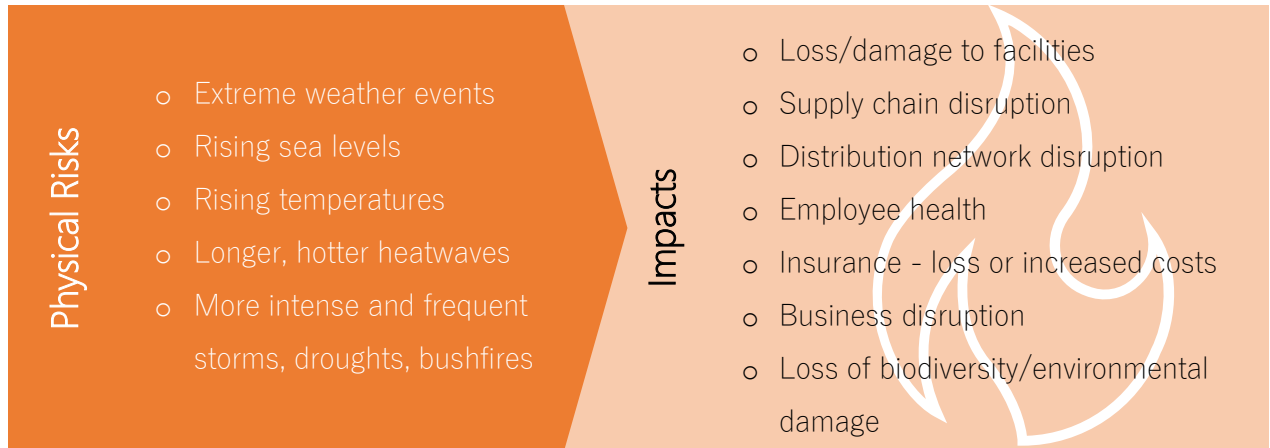 Physical Risks
o Extreme weather events
o Rising sea levels
o Rising temperatures
o Longer, hotter heatwaves
o More intense and frequent
storms, droughts, bushfires
Impacts
o Loss/damage to facilities
o Supply chain disruption
o Distribution network disruption
o Employee health
o Insurance - loss or increased costs
o Business disruption
o Loss of biodiversity/environmental
damage